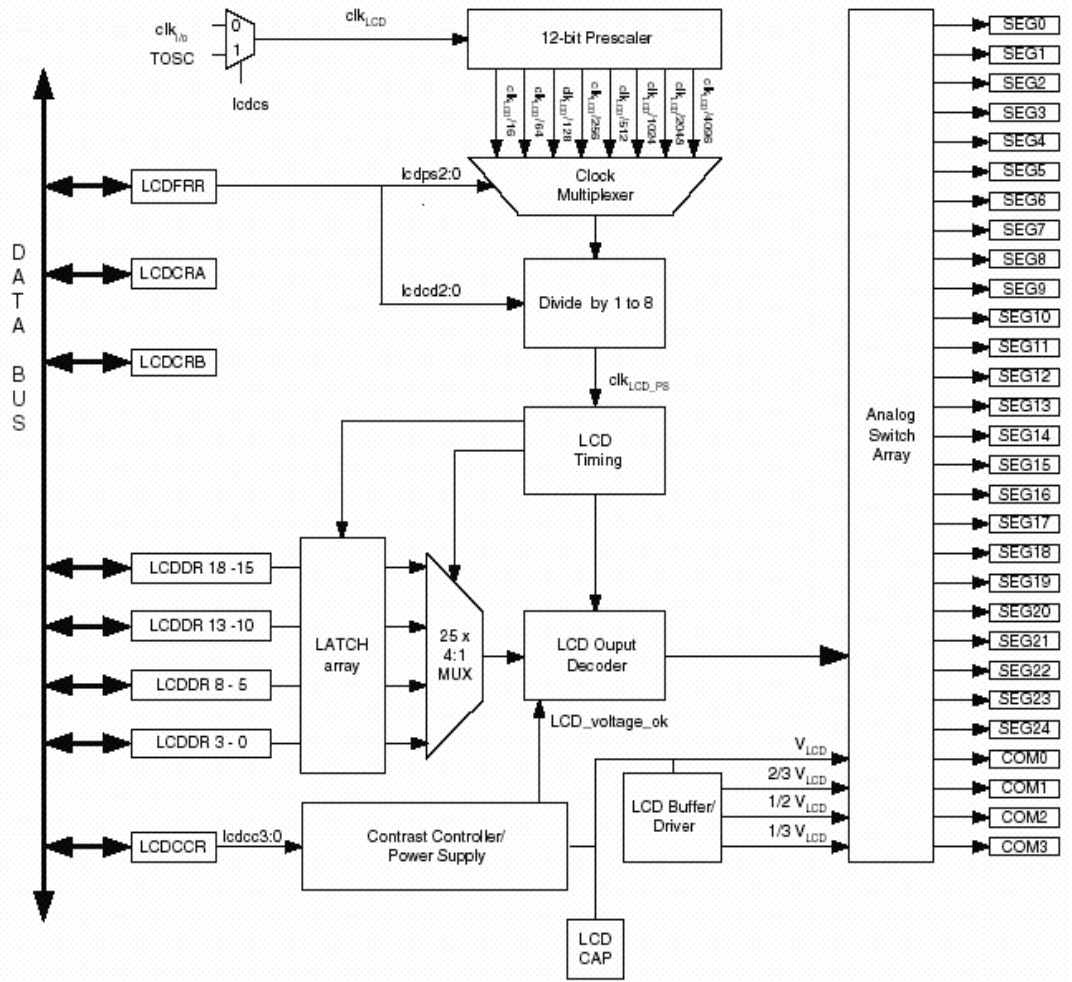 clkI/o
0
TOSC
1
lcdcs
clkLCD
12-bit Prescaler
clkLCD/16
clkLCD/64
clkLCD/128
clkLCD/256
clkLCD/512
clkLCD/1024
clkLCD/2048
clkLCD/4096
Clock
Multiplexer
LCDFRR
lcdps2:0
lcdcd2:0
Divide by 1 to 8
clkLCD_PS
LCDCRA
LCDCRB
DATA BUS
LCD
Timing
LCDDR 18 -15
LCDDR 13 -10
LCDDR 8 - 5
LCDDR 3 - 0
LATCH
array
25 x
4:1
MUX
LCD Ouput
Decoder
LCD_voltage_ok
LCDCCR
lcdcc3:0
Contrast Controller/
Power Supply
LCD Buffer/
Driver
VLCD
2/3 VLCD
1/2 VLCD
1/3 VLCD
LCD
CAP
Analog
Switch
Array
SEG0
SEG1
SEG2
SEG3
SEG4
SEG5
SEG6
SEG7
SEG8
SEG9
SEG10
SEG11
SEG12
SEG13
SEG14
SEG15
SEG16
SEG17
SEG18
SEG19
SEG20
SEG21
SEG22
SEG23
SEG24
COM0
COM1
COM2
COM3